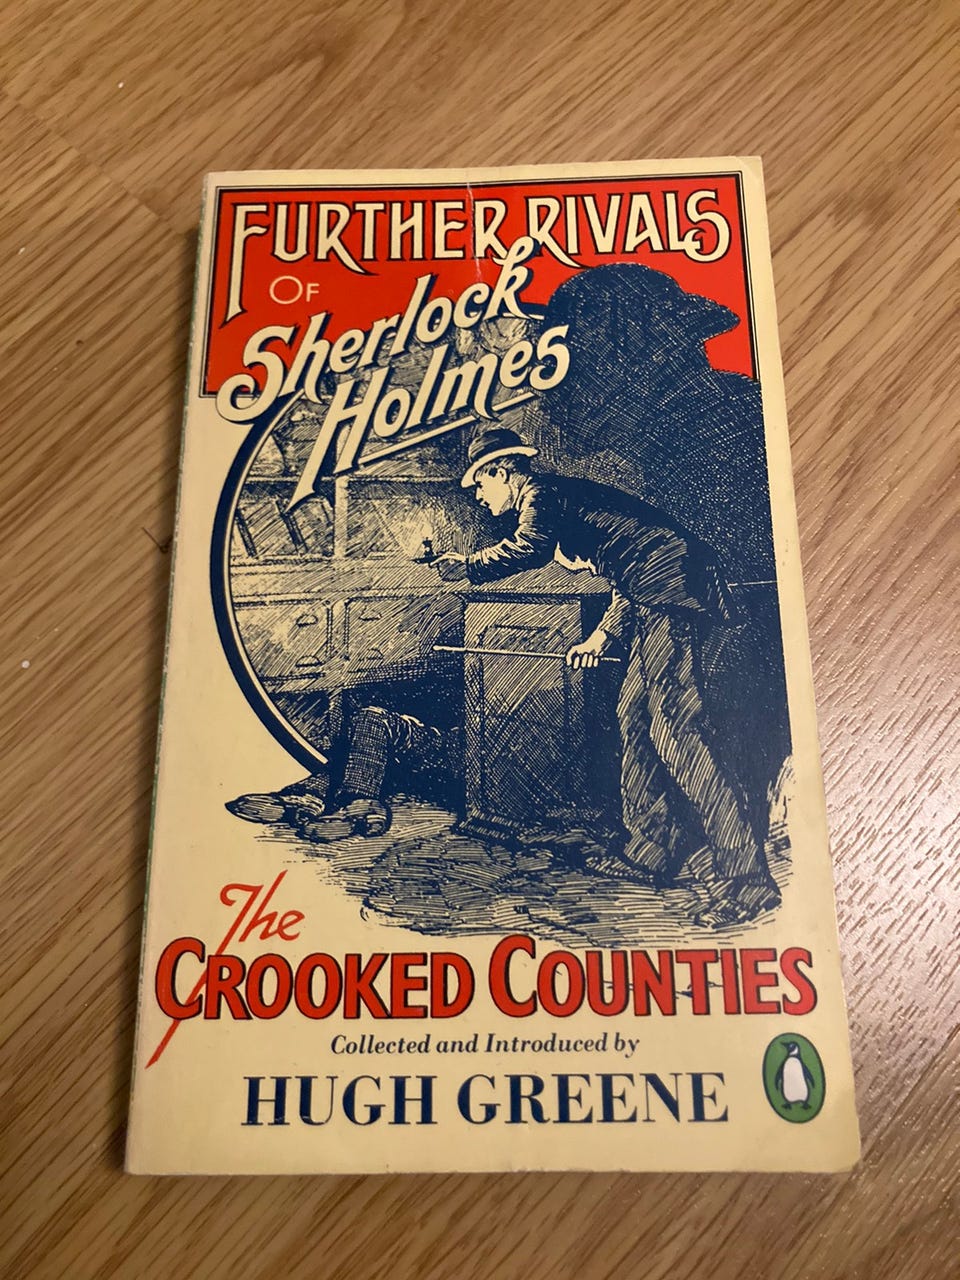 FURTHER RIVALS
OF
Sherlock
Holmes
The
CROOKED COUNTIES
Collected and Introduced by
HUGH GREENE